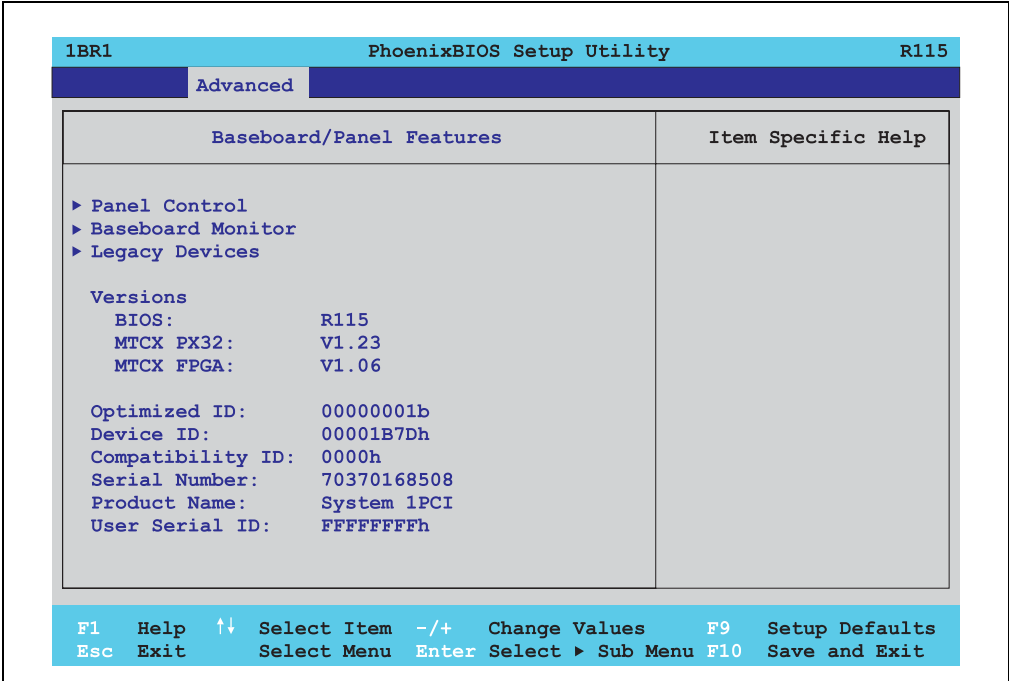 1BR1 PhoenixBIOS Setup Utility R115
Advanced
Baseboard/Panel Features Item Specific Help
▶ Panel Control
▶ Baseboard Monitor
▶ Legacy Devices
Versions
BIOS: R115
MTCX PX32: V1.23
MTCX FPGA: V1.06
Optimized ID: 00000001b
Device ID: 00001B7Dh
Compatibility ID: 0000h
Serial Number: 70370168508
Product Name: System 1PCI
User Serial ID: FFFFFFFFh
F1 Help ↑↓ Select Item -/+ Change Values F9 Setup Defaults
Esc Exit Select Menu Enter Select ▶ Sub Menu F10 Save and Exit